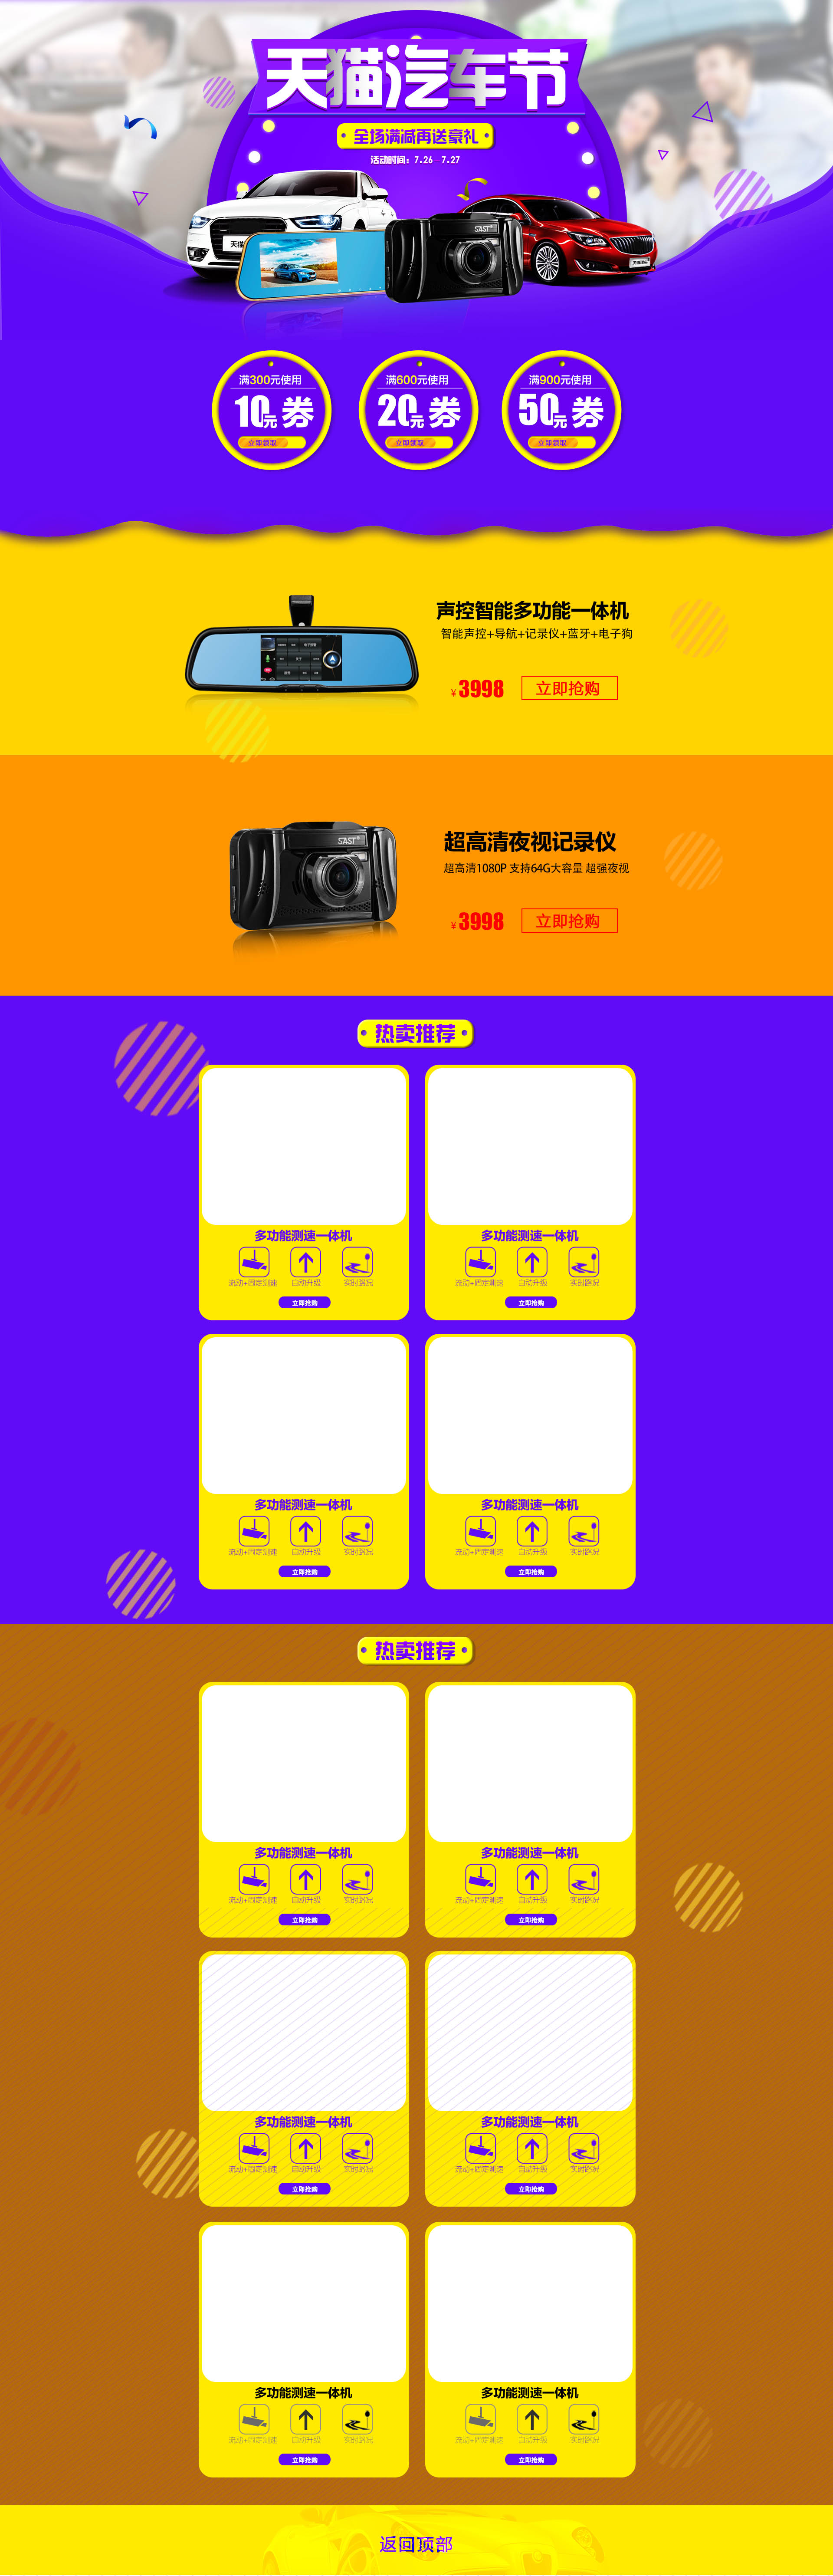 天猫汽车节
全场满减再送豪礼
活动时间：7.26-7.27
天猫
SAST
天猫汽车
满300元使用
10元 券
立即领取
满600元使用
20元 券
立即领取
满900元使用
50元 券
立即领取
声控智能多功能一体机
智能声控+导航+记录仪+蓝牙+电子狗
¥ 3998 立即抢购
SAST
超高清夜视记录仪
超高清1080P 支持64G大容量 超强夜视
¥ 3998 立即抢购
热卖推荐
多功能测速一体机 多功能测速一体机
流动+固定测速 自动升级 实时路况 流动+固定测速 自动升级 实时路况
立即抢购 立即抢购
多功能测速一体机 多功能测速一体机
流动+固定测速 自动升级 实时路况 流动+固定测速 自动升级 实时路况
立即抢购 立即抢购
热卖推荐
多功能测速一体机 多功能测速一体机
流动+固定测速 自动升级 实时路况 流动+固定测速 自动升级 实时路况
立即抢购 立即抢购
多功能测速一体机 多功能测速一体机
流动+固定测速 自动升级 实时路况 流动+固定测速 自动升级 实时路况
立即抢购 立即抢购
多功能测速一体机 多功能测速一体机
流动+固定测速 自动升级 实时路况 流动+固定测速 自动升级 实时路况
立即抢购 立即抢购
返回顶部